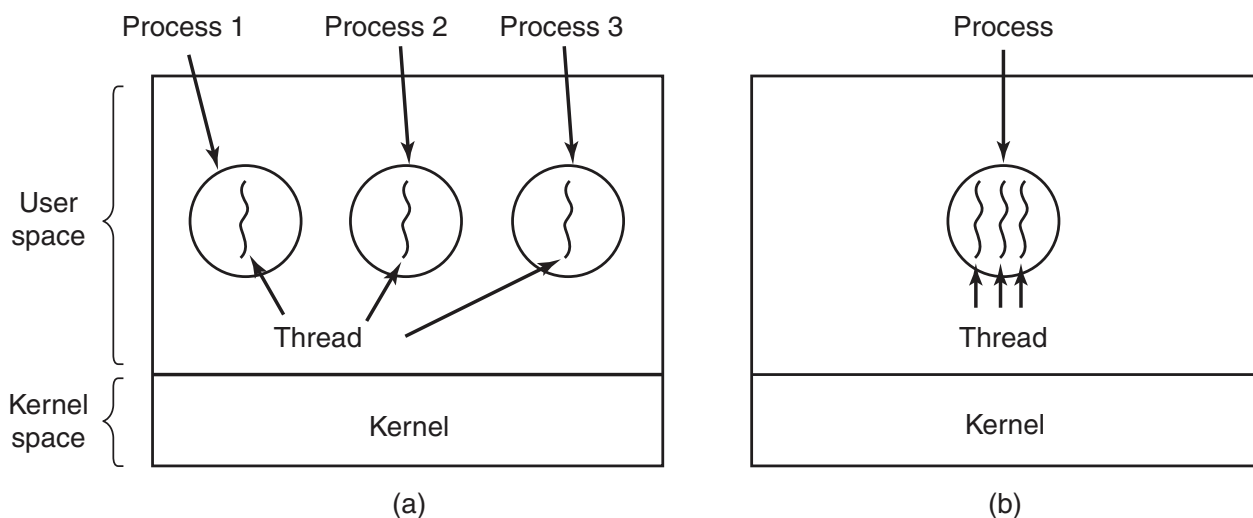 Process 1
Process 2
Process 3
Process
User
space
Thread
Thread
Kernel
space
Kernel
Kernel
(a)
(b)